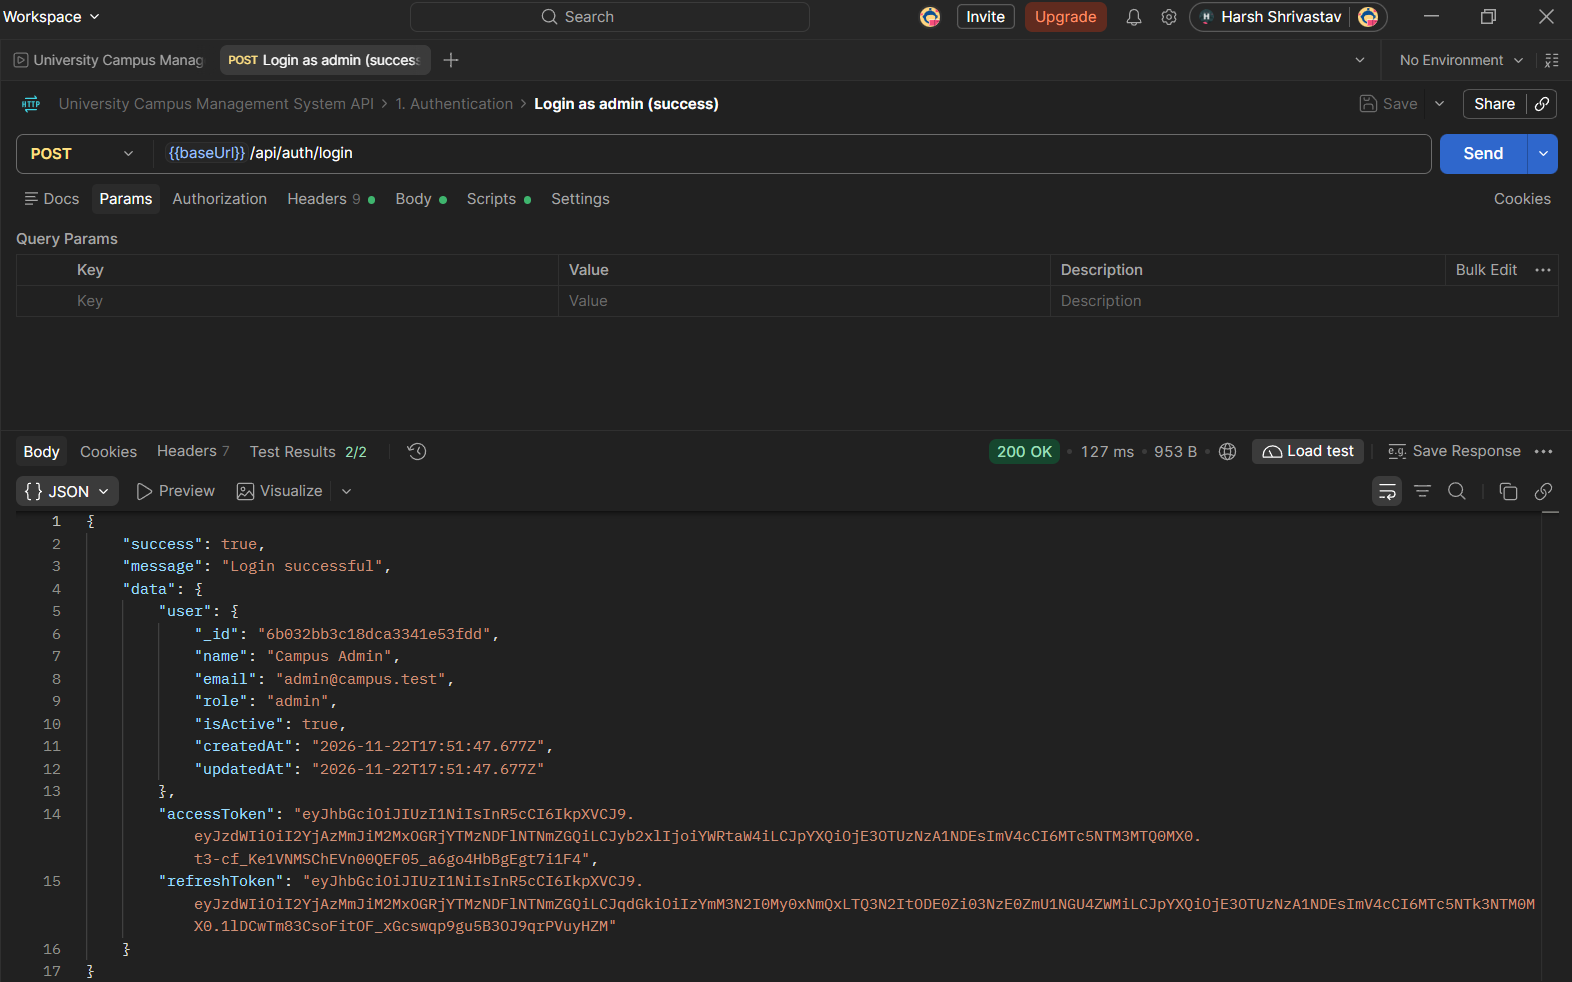 Workspace
Search
Invite
Upgrade
H
Harsh Shrivastav
University Campus Manag
POST Login as admin (succes
No Environment
HTTP
University Campus Management System API > 1. Authentication > Login as admin (success)
Save
Share
POST
{{baseUrl}} /api/auth/login
Send
Docs
Params
Authorization
Headers 9
Body
Scripts
Settings
Cookies
Query Params
Key
Value
Description
Bulk Edit
Key
Value
Description
Body
Cookies
Headers 7
Test Results 2/2
200 OK
127 ms
953 B
Load test
e.g. Save Response
{} JSON
Preview
Visualize
1 {
2 "success": true,
3 "message": "Login successful",
4 "data": {
5 "user": {
6 "_id": "6b032bb3c18dca3341e53fdd",
7 "name": "Campus Admin",
8 "email": "admin@campus.test",
9 "role": "admin",
10 "isActive": true,
11 "createdAt": "2026-11-22T17:51:47.677Z",
12 "updatedAt": "2026-11-22T17:51:47.677Z"
13 },
14 "accessToken": "eyJhbGciOiJIUzI1NiIsInR5cCI6IkpXVCJ9.
eyJzdWIiOiI2YjAzMmJiM2MxOGRjYTMzNDFlNTNmZGQiLCJyb2xlIjoiYWRtaW4iLCJpYXQiOjE3OTUzNzA1NDEsImV4cCI6MTc5NTM3MTQ0MX0.
t3-cf_Ke1VNMSChEVn00QEF05_a6go4HbBgEgt7i1F4",
15 "refreshToken": "eyJhbGciOiJIUzI1NiIsInR5cCI6IkpXVCJ9.
eyJzdWIiOiI2YjAzMmJiM2MxOGRjYTMzNDFlNTNmZGQiLCJqdGkiOiIzYmM3N2I0My0xNmQxLTQ3N2ItODE0Zi03NzE0ZmU1NGU4ZWMiLCJpYXQiOjE3OTUzNzA1NDEsImV4cCI6MTc5NTk3NTM0M
X0.1lDCwTm83CsoFitOF_xGcswqp9gu5B3OJ9qrPVuyHZM"
16 }
17 }